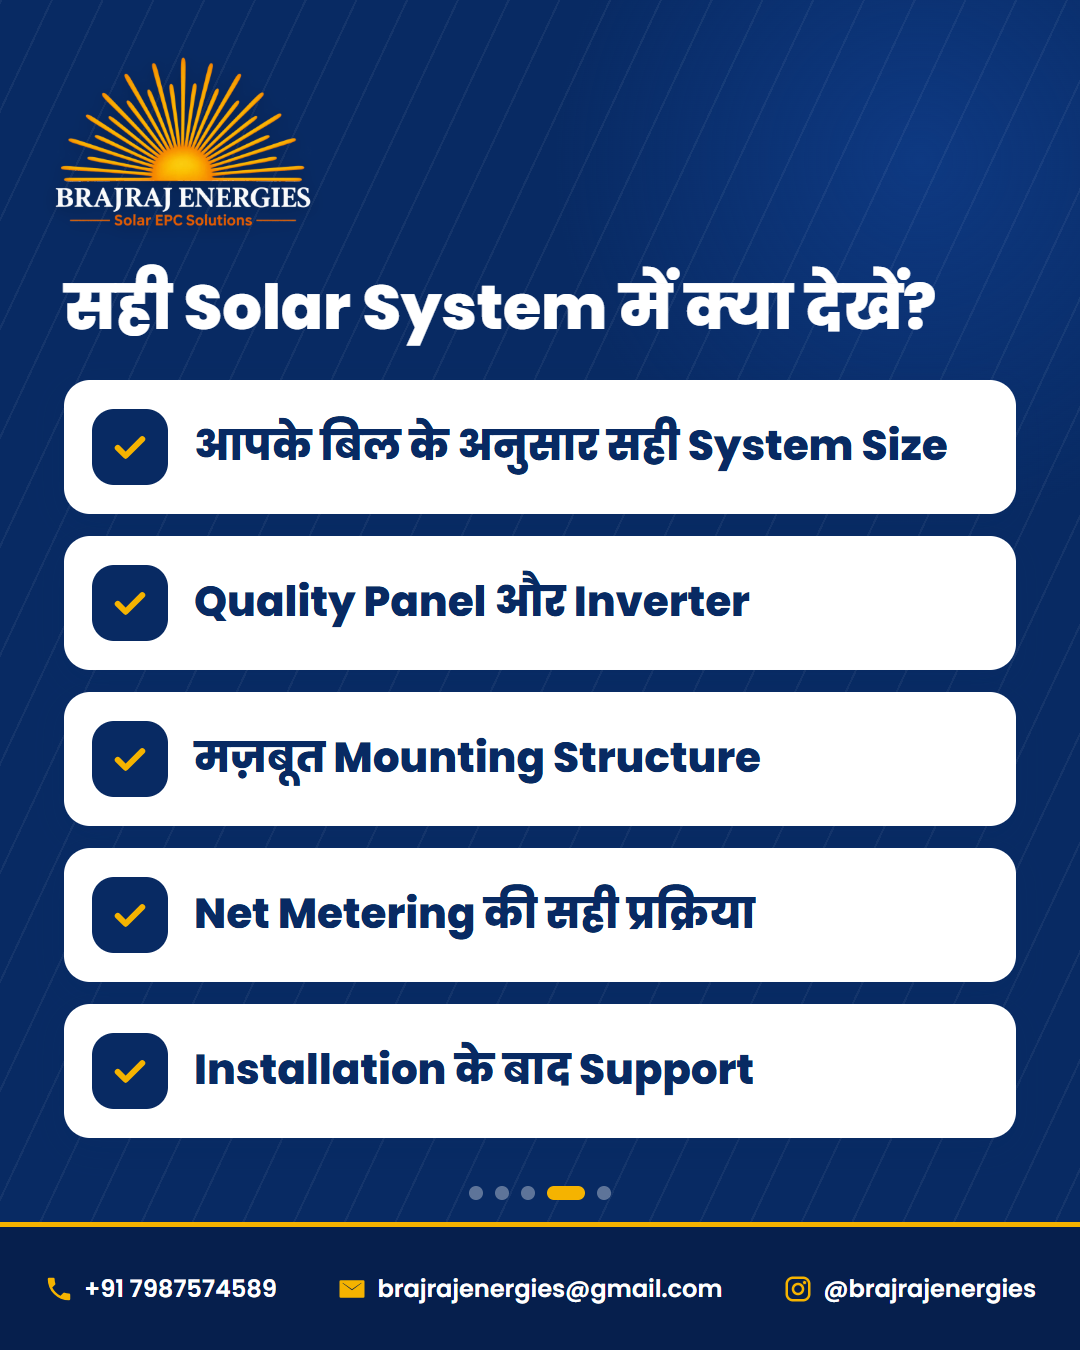 BRAJRAJ ENERGIES
Solar EPC Solutions
सही Solar System में क्या देखें?
आपके बिल के अनुसार सही System Size
Quality Panel और Inverter
मज़बूत Mounting Structure
Net Metering की सही प्रक्रिया
Installation के बाद Support
+91 7987574589
brajrajenergies@gmail.com
@brajrajenergies